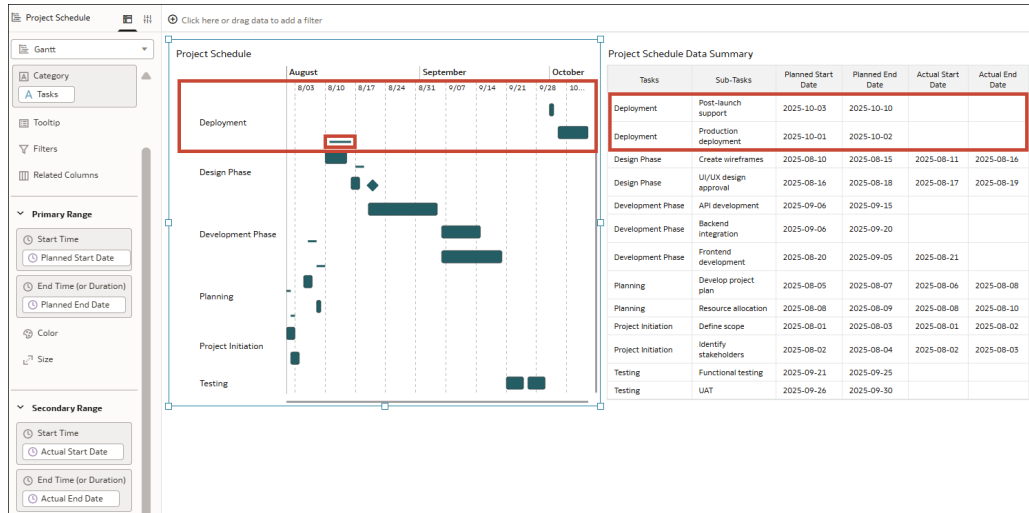 Project Schedule
Click here or drag data to add a filter
Gantt
Category
A Tasks
Tooltip
Filters
Related Columns
Primary Range
Start Time
Planned Start Date
End Time (or Duration)
Planned End Date
Color
Size
Secondary Range
Start Time
Actual Start Date
End Time (or Duration)
Actual End Date
Project Schedule
August September October
8/03 8/10 8/17 8/24 8/31 9/07 9/14 9/21 9/28 10...
Deployment
Design Phase
Development Phase
Planning
Project Initiation
Testing
Project Schedule Data Summary
Tasks Sub-Tasks Planned Start Date Planned End Date Actual Start Date Actual End Date
Deployment Post-launch support 2025-10-03 2025-10-10
Deployment Production deployment 2025-10-01 2025-10-02
Design Phase Create wireframes 2025-08-10 2025-08-15 2025-08-11 2025-08-16
Design Phase UI/UX design approval 2025-08-16 2025-08-18 2025-08-17 2025-08-19
Development Phase API development 2025-09-06 2025-09-15
Development Phase Backend integration 2025-09-06 2025-09-20
Development Phase Frontend development 2025-08-20 2025-09-05 2025-08-21
Planning Develop project plan 2025-08-05 2025-08-07 2025-08-06 2025-08-08
Planning Resource allocation 2025-08-08 2025-08-09 2025-08-08 2025-08-10
Project Initiation Define scope 2025-08-01 2025-08-03 2025-08-01 2025-08-02
Project Initiation Identify stakeholders 2025-08-02 2025-08-04 2025-08-02 2025-08-03
Testing Functional testing 2025-09-21 2025-09-25
Testing UAT 2025-09-26 2025-09-30